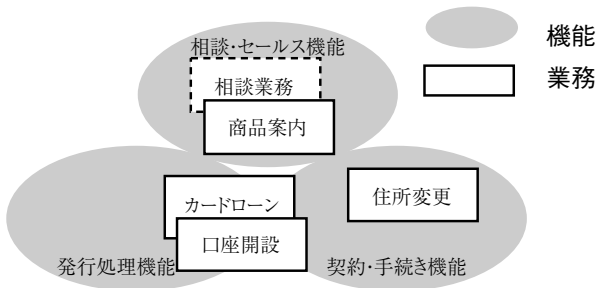 相談・セールス機能
相談業務
商品案内
機能
業務
カードローン
口座開設
住所変更
発行処理機能
契約・手続き機能